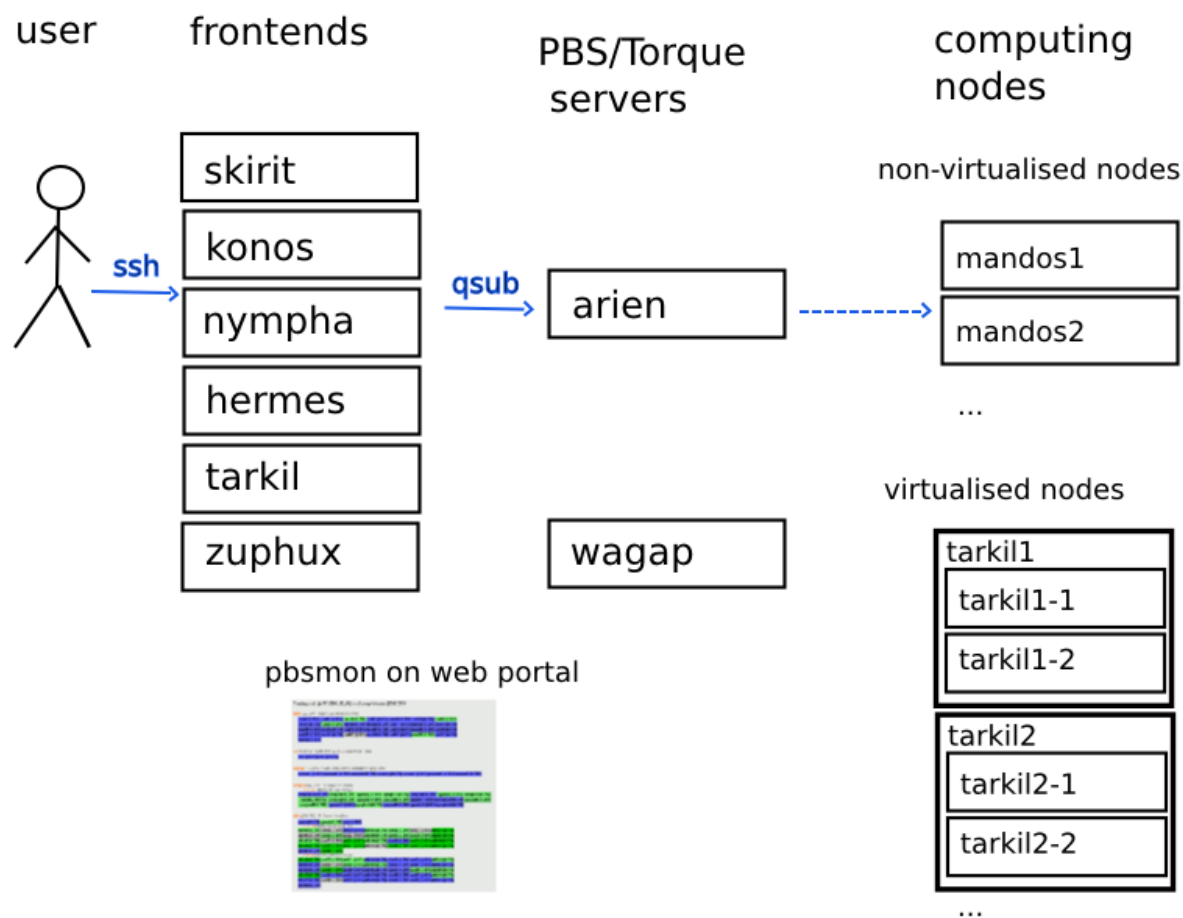 user
frontends
PBS/Torque
servers
computing
nodes
skirit
konos
nympha
hermes
tarkil
zuphux
ssh
qsub
arien
wagap
non-virtualised nodes
mandos1
mandos2
...
virtualised nodes
tarkil1
tarkil1-1
tarkil1-2
tarkil2
tarkil2-1
tarkil2-2
...
pbsmon on web portal